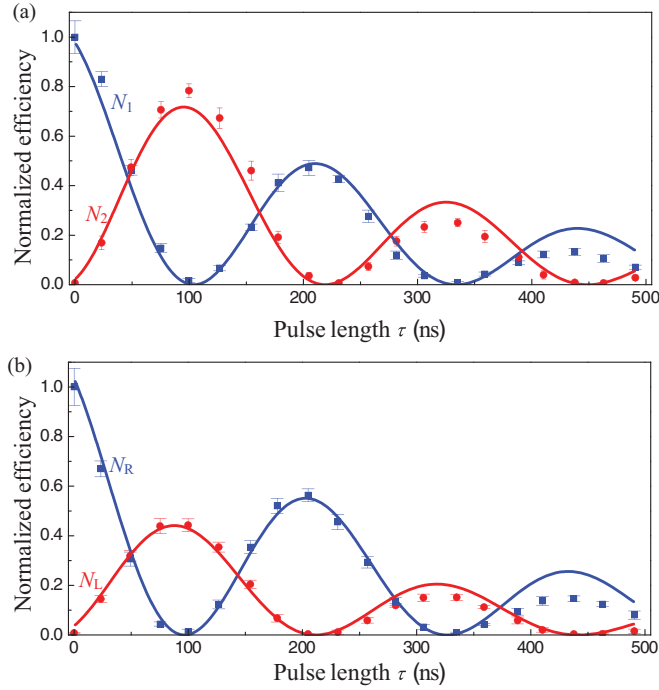 (a)
Normalized efficiency
1.0
0.8
0.6
0.4
0.2
0.0
N1
N2
0 100 200 300 400 500
Pulse length τ (ns)
(b)
Normalized efficiency
1.0
0.8
0.6
0.4
0.2
0.0
NR
NL
0 100 200 300 400 500
Pulse length τ (ns)